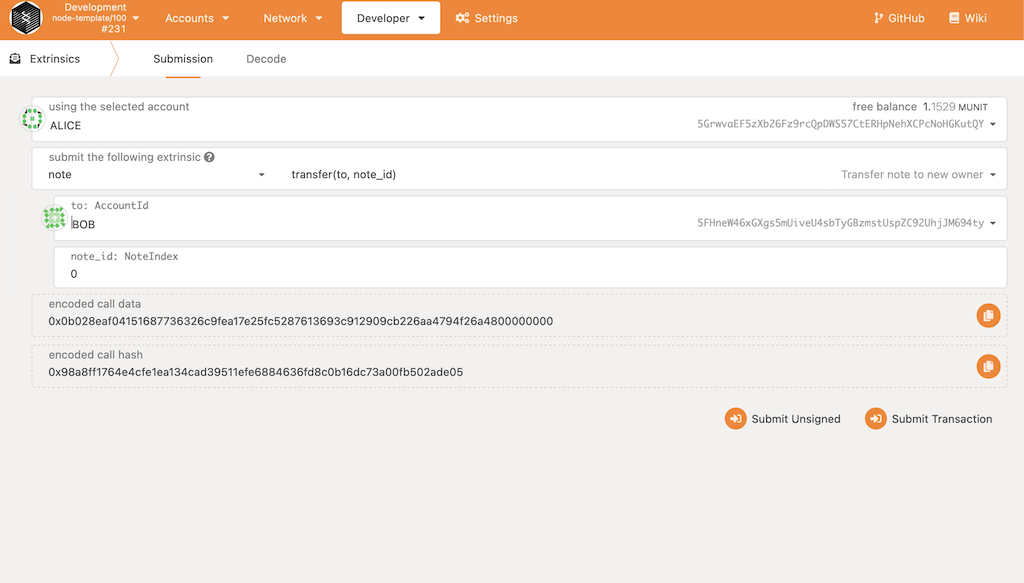 Development
node-template/100
#231
Accounts
Network
Developer
Settings
GitHub
Wiki
Extrinsics
Submission
Decode
using the selected account
free balance 1.1529 MUNIT
ALICE
5GrwvaEF5zXb26Fz9rcQpDWS57CtERHpNehXCPcNoHGKutQY
submit the following extrinsic
note
transfer(to, note_id)
Transfer note to new owner
to: AccountId
BOB
5FHneW46xGXgs5mUiveU4sbTyGBzmstUspZC92UhjJM694ty
note_id: NoteIndex
0
encoded call data
0x0b028eaf04151687736326c9fea17e25fc5287613693c912909cb226aa4794f26a4800000000
encoded call hash
0x98a8ff1764e4cfe1ea134cad39511efe6884636fd8c0b16dc73a00fb502ade05
Submit Unsigned
Submit Transaction